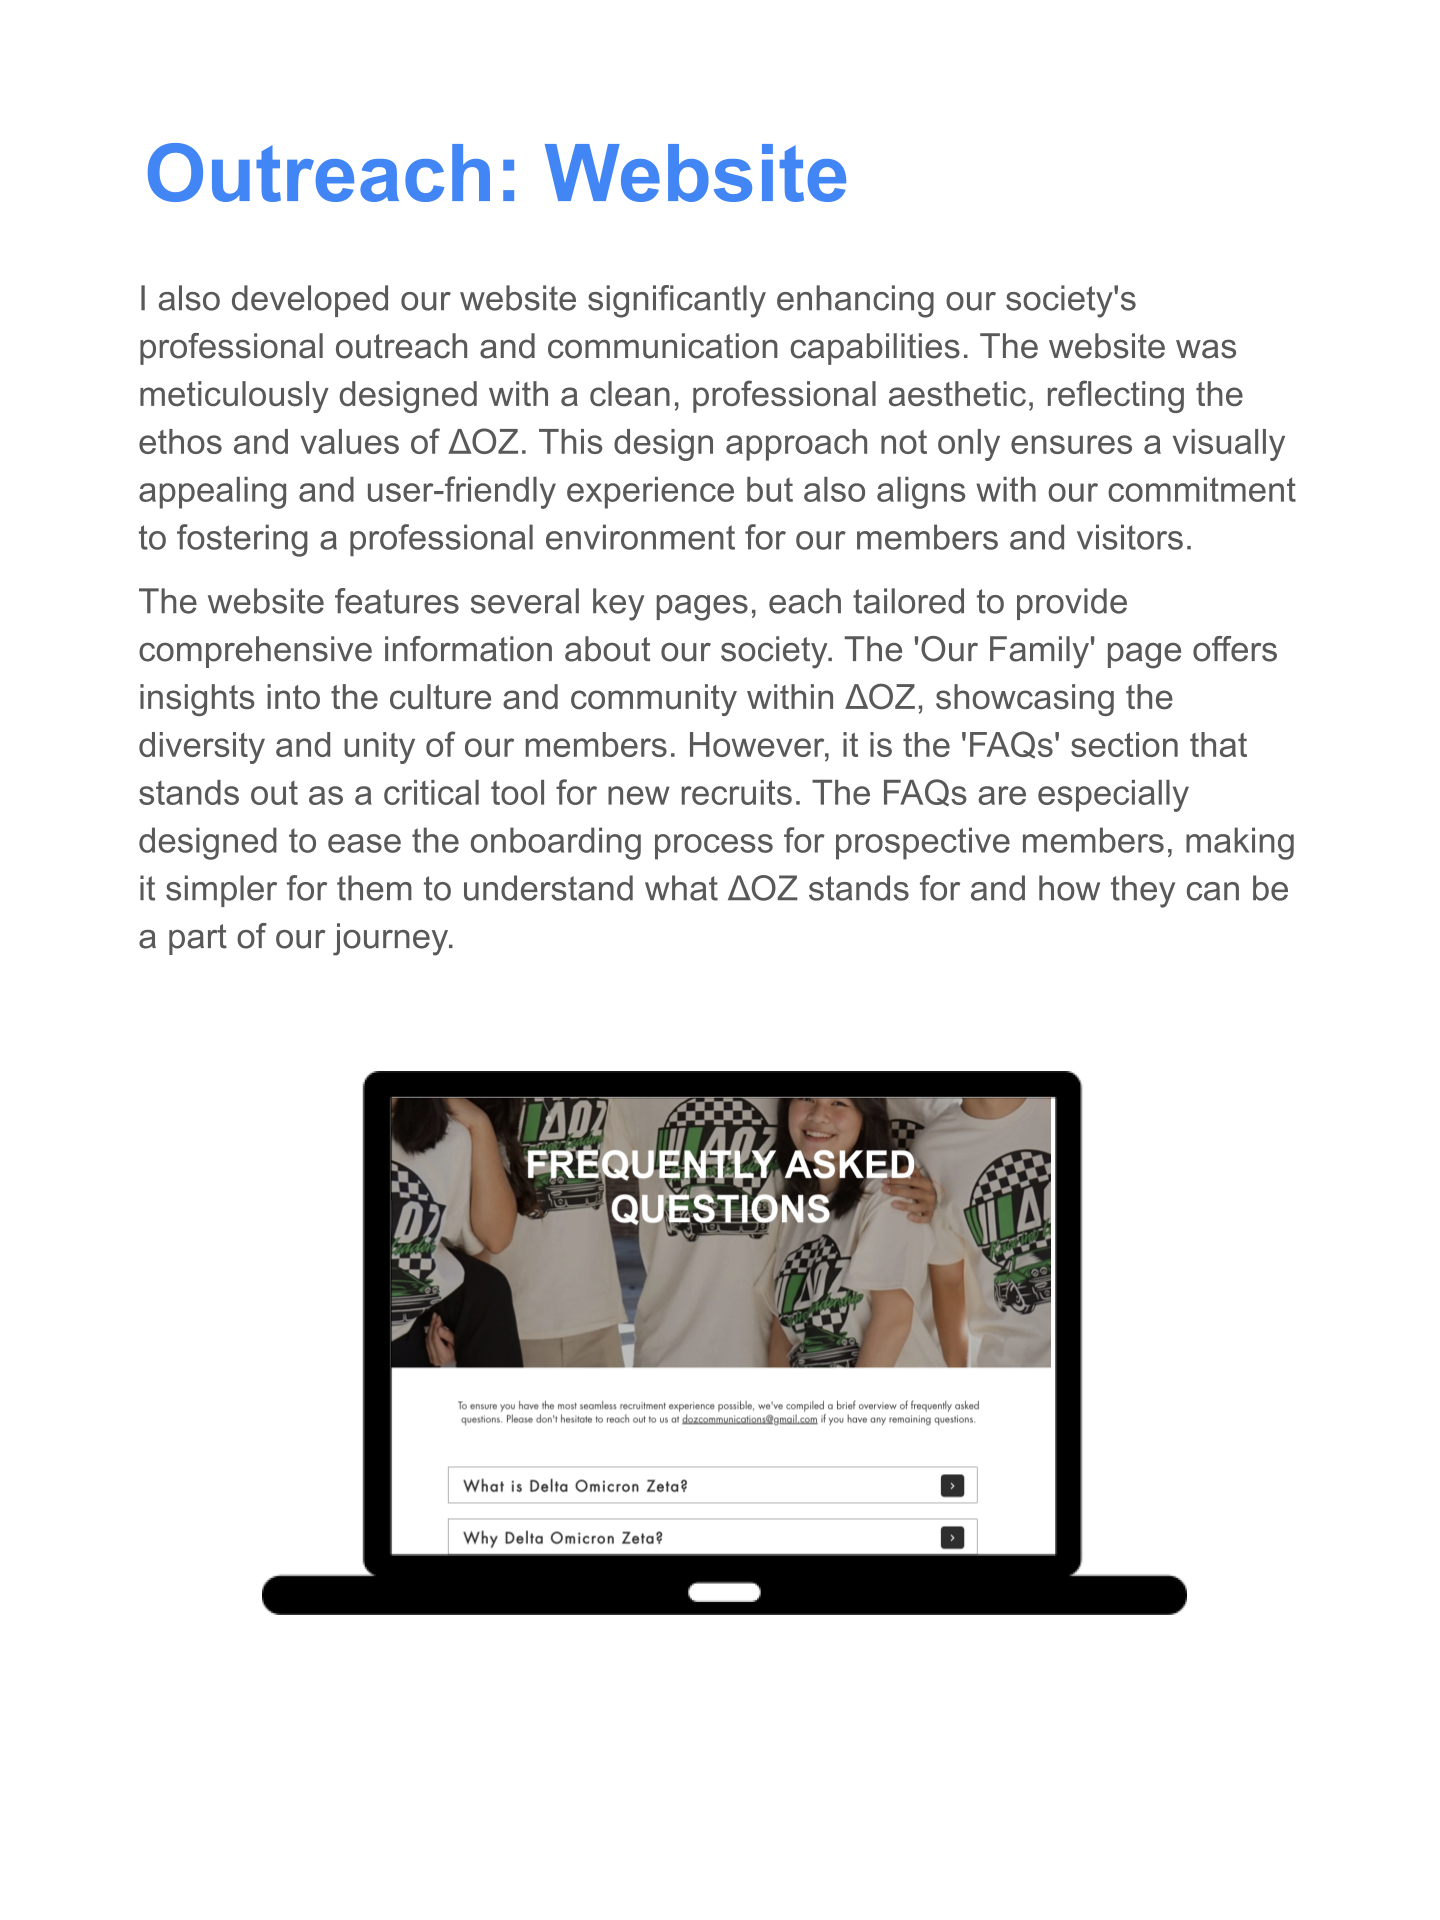 Outreach: Website
I also developed our website significantly enhancing our society's
professional outreach and communication capabilities. The website was
meticulously designed with a clean, professional aesthetic, reflecting the
ethos and values of ΔOZ. This design approach not only ensures a visually
appealing and user-friendly experience but also aligns with our commitment
to fostering a professional environment for our members and visitors.
The website features several key pages, each tailored to provide
comprehensive information about our society. The 'Our Family' page offers
insights into the culture and community within ΔOZ, showcasing the
diversity and unity of our members. However, it is the 'FAQs' section that
stands out as a critical tool for new recruits. The FAQs are especially
designed to ease the onboarding process for prospective members, making
it simpler for them to understand what ΔOZ stands for and how they can be
a part of our journey.
ΔOZ
FREQUENTLY ASKED
QUESTIONS
To ensure you have the most seamless recruitment experience possible, we've compiled a brief overview of frequently asked
questions. Please don't hesitate to reach out to us at dozcommunications@gmail.com if you have any remaining questions.
What is Delta Omicron Zeta?
Why Delta Omicron Zeta?